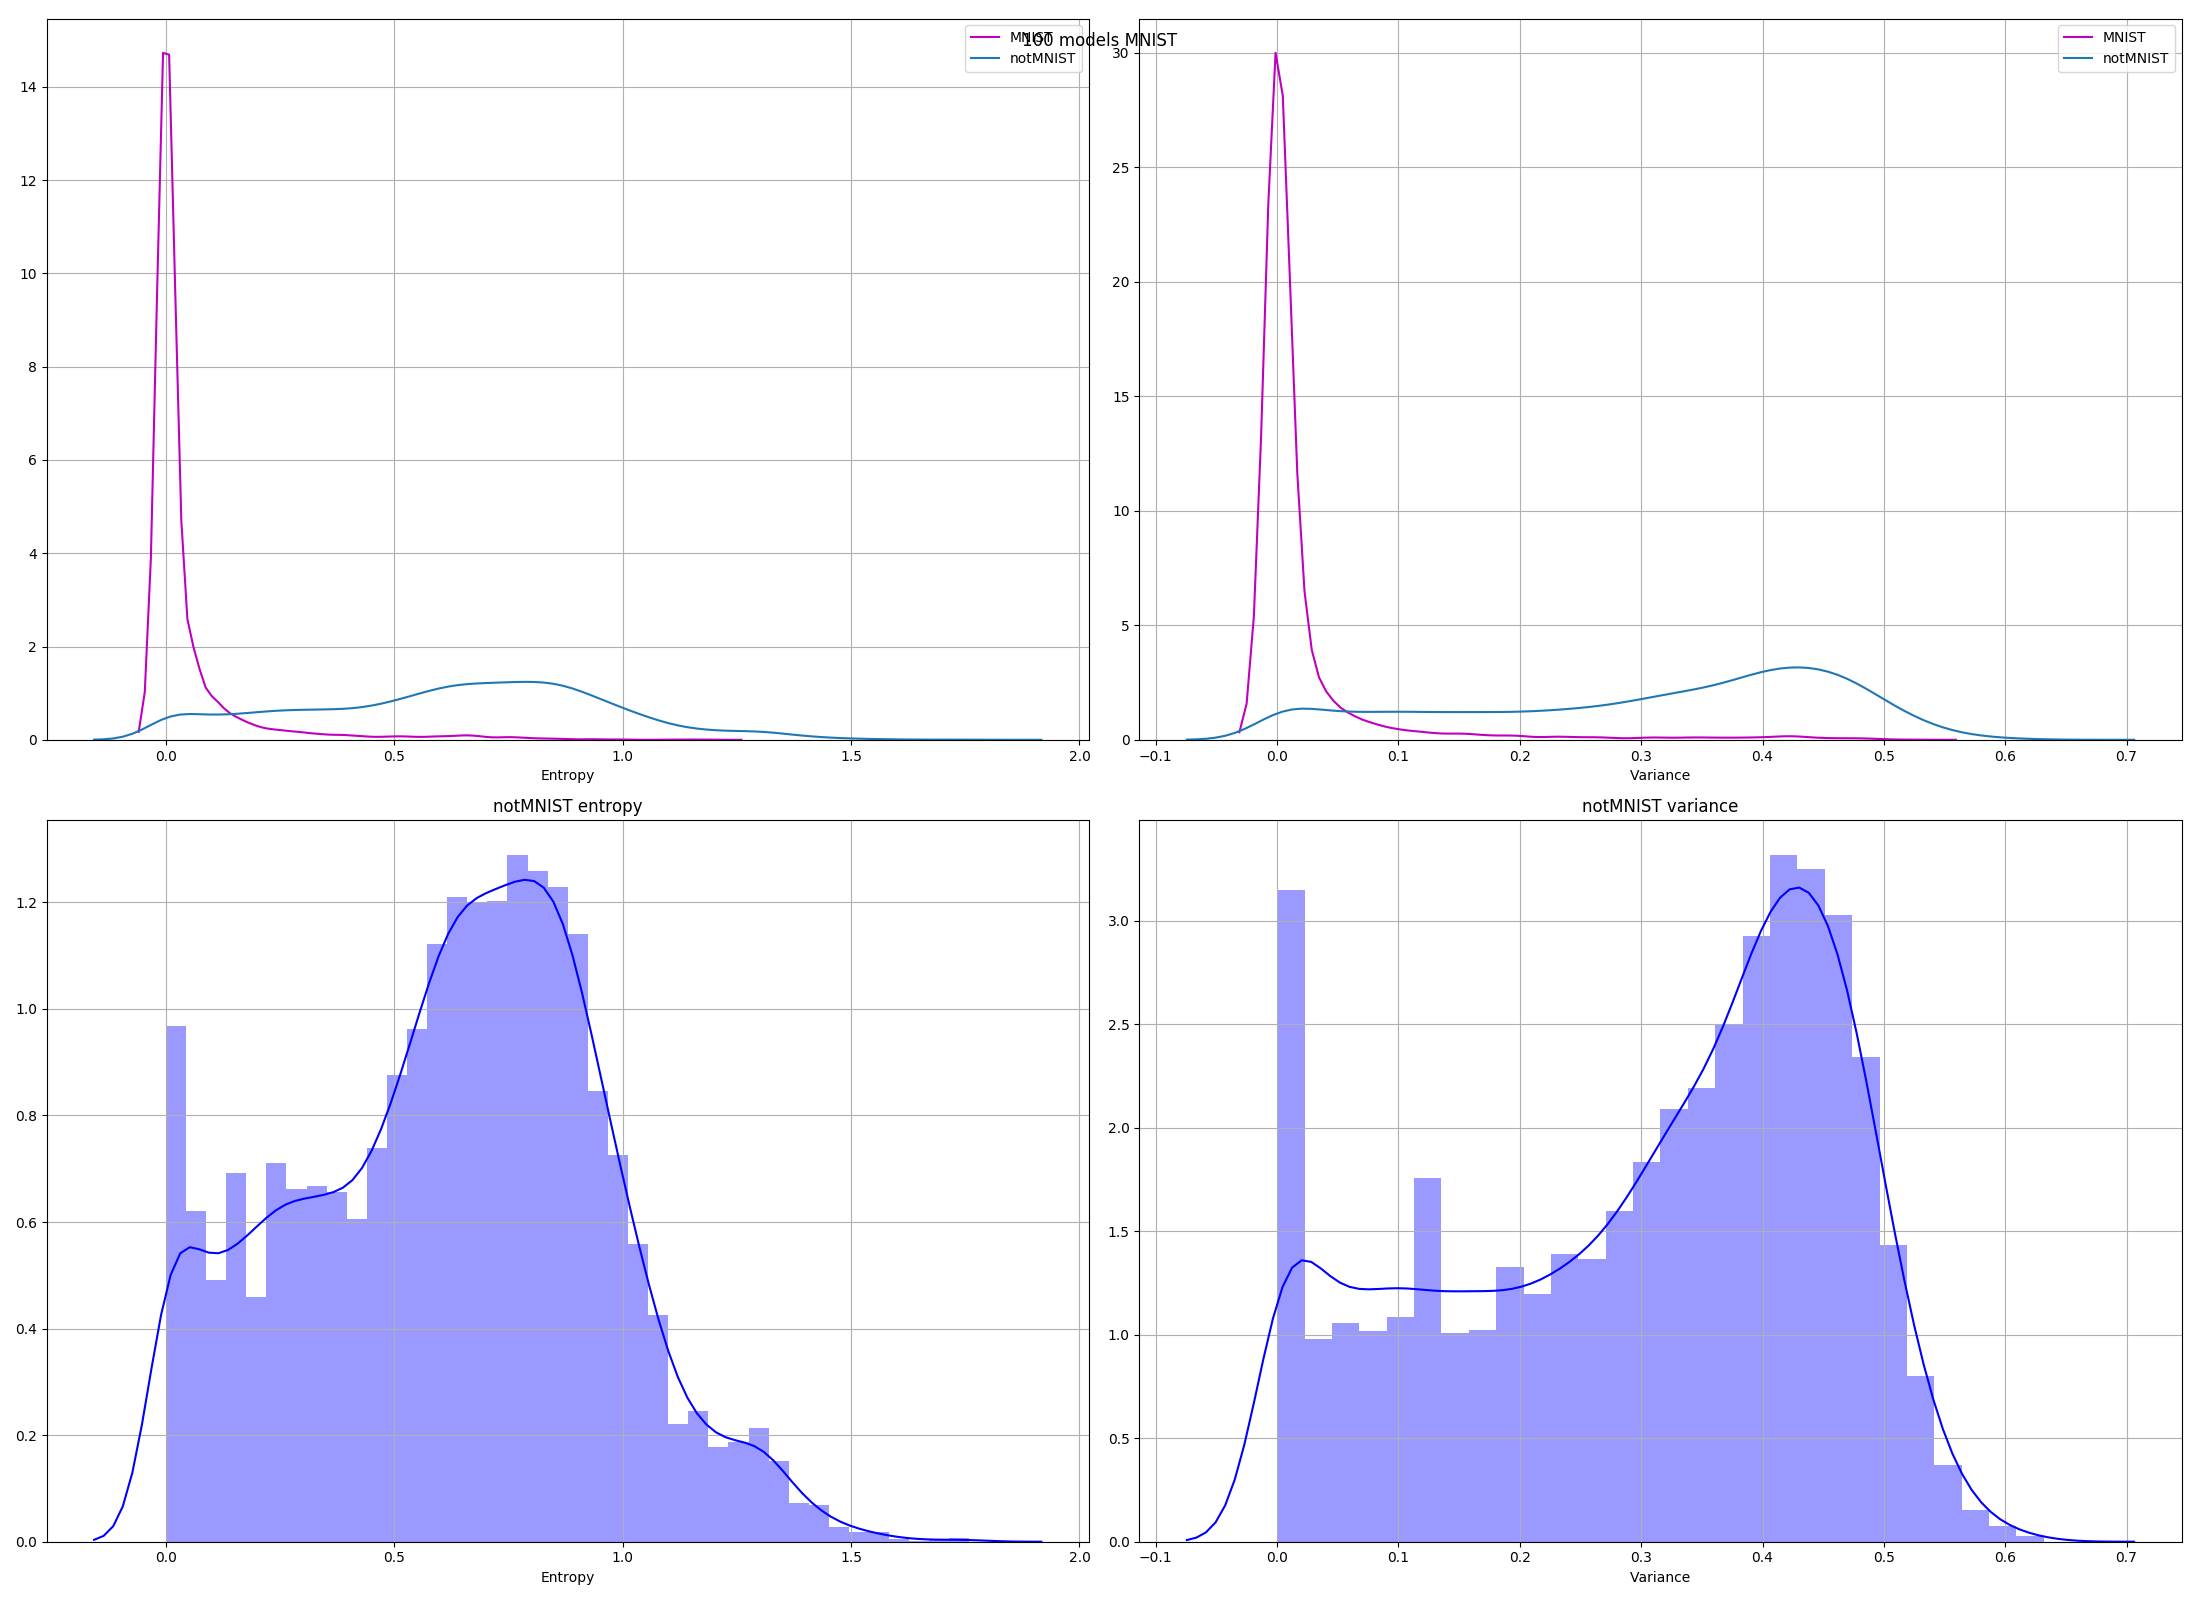 100 models MNIST
MNIST
notMNIST
14
12
10
8
6
4
2
0
0.0 0.5 1.0 1.5 2.0
Entropy
MNIST
notMNIST
30
25
20
15
10
5
0
−0.1 0.0 0.1 0.2 0.3 0.4 0.5 0.6 0.7
Variance
notMNIST entropy
1.2
1.0
0.8
0.6
0.4
0.2
0.0
0.0 0.5 1.0 1.5 2.0
Entropy
notMNIST variance
3.0
2.5
2.0
1.5
1.0
0.5
0.0
−0.1 0.0 0.1 0.2 0.3 0.4 0.5 0.6 0.7
Variance